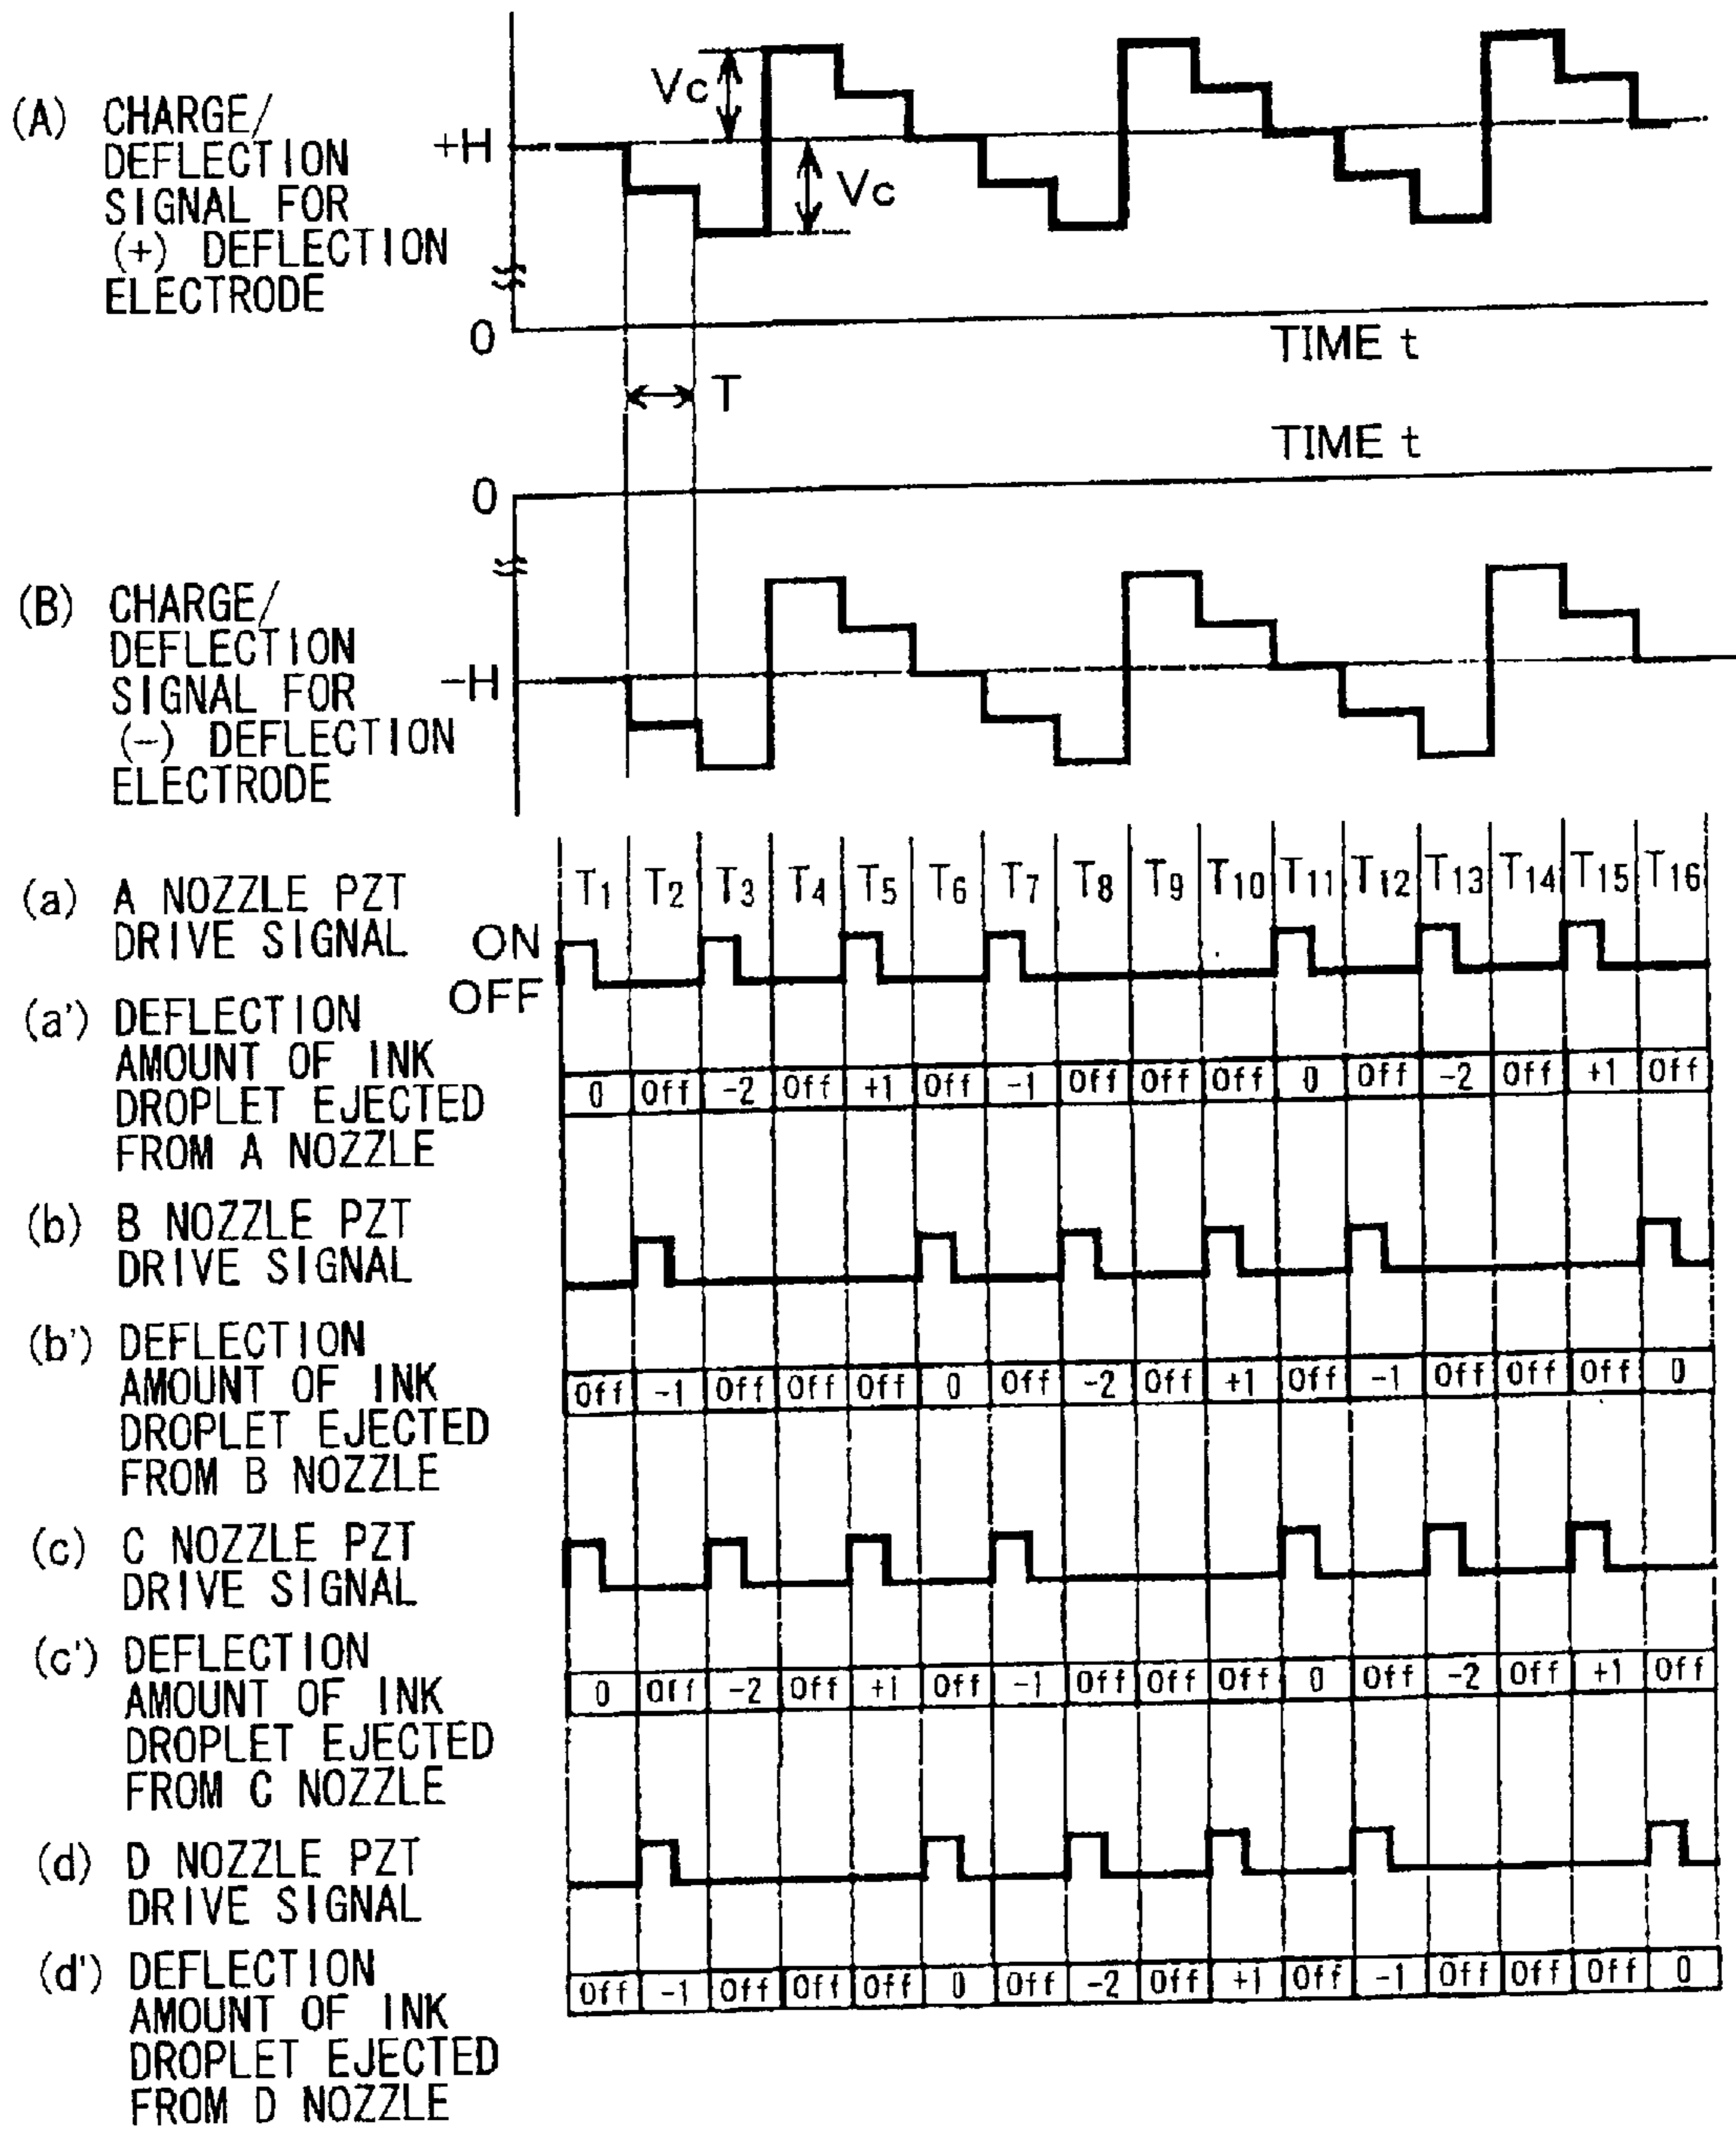 (A) CHARGE/
DEFLECTION
SIGNAL FOR
(+) DEFLECTION
ELECTRODE
+H
Vc
Vc
0
TIME t
T
TIME t
0
(B) CHARGE/
DEFLECTION
SIGNAL FOR
(-) DEFLECTION
ELECTRODE
-H
T1 T2 T3 T4 T5 T6 T7 T8 T9 T10 T11 T12 T13 T14 T15 T16
(a) A NOZZLE PZT
DRIVE SIGNAL
ON
OFF
(a') DEFLECTION
AMOUNT OF INK
DROPLET EJECTED
FROM A NOZZLE
0 Off -2 Off +1 Off -1 Off Off Off 0 Off -2 Off +1 Off
(b) B NOZZLE PZT
DRIVE SIGNAL
(b') DEFLECTION
AMOUNT OF INK
DROPLET EJECTED
FROM B NOZZLE
Off -1 Off Off Off 0 Off -2 Off +1 Off -1 Off Off Off 0
(c) C NOZZLE PZT
DRIVE SIGNAL
(c') DEFLECTION
AMOUNT OF INK
DROPLET EJECTED
FROM C NOZZLE
0 Off -2 Off +1 Off -1 Off Off Off 0 Off -2 Off +1 Off
(d) D NOZZLE PZT
DRIVE SIGNAL
(d') DEFLECTION
AMOUNT OF INK
DROPLET EJECTED
FROM D NOZZLE
Off -1 Off Off Off 0 Off -2 Off +1 Off -1 Off Off Off 0